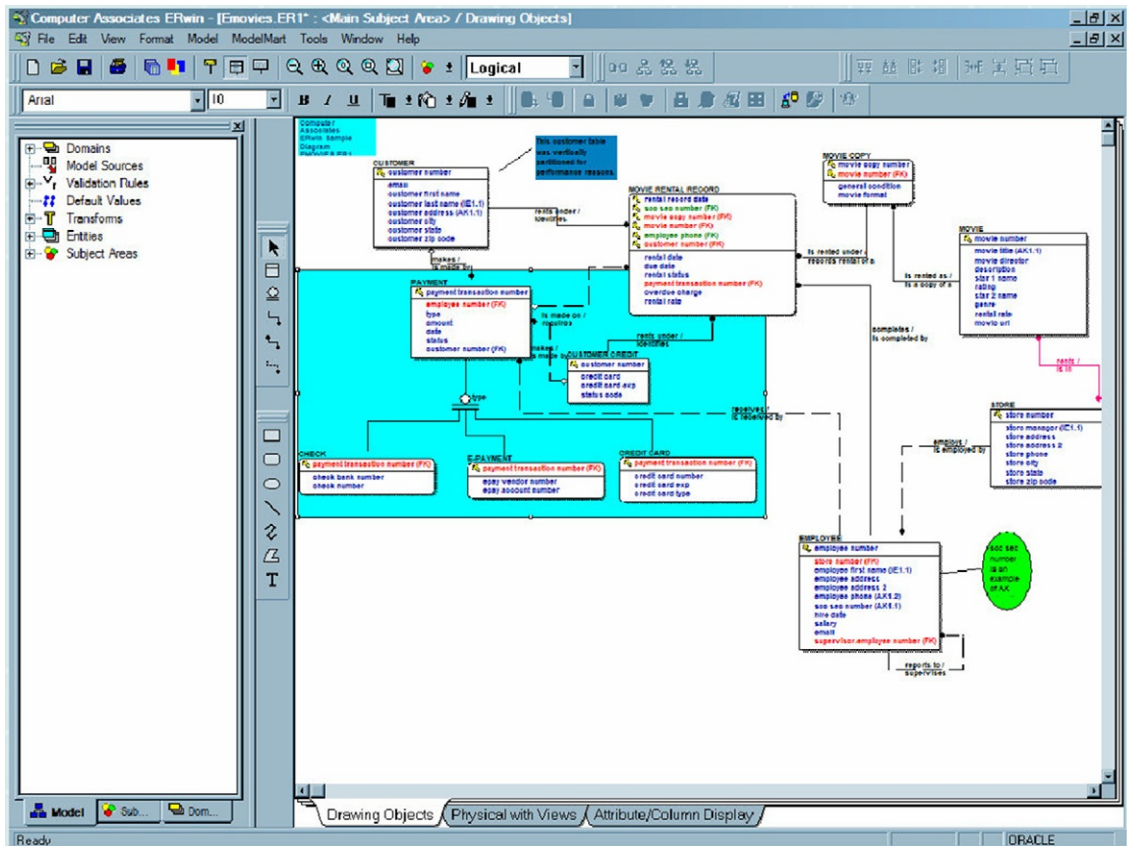 Computer Associates ERwin - [Emovies.ER1* : <Main Subject Area> / Drawing Objects]
File Edit View Format Model ModelMart Tools Window Help
Logical
Arial 10 B I U
Domains
Model Sources
Validation Rules
Default Values
Transforms
Entities
Subject Areas
Model Sub... Dom...
T
Computer
Associates
ERwin Sample
Diagram
This customer table
was vertically
partitioned for
performance reasons.
CUSTOMER
customer number
email
customer first name
customer last name (IE1.1)
customer address (AK1.1)
customer city
customer state
customer zip code
rents under /
identifies
makes /
is made by
MOVIE RENTAL RECORD
rental record date
soc sec number (FK)
movie copy number (FK)
movie number (FK)
employee phone (FK)
customer number (FK)
rental date
due date
rental status
payment transaction number (FK)
overdue charge
rental rate
MOVIE COPY
movie copy number
movie number (FK)
general condition
movie format
is rented under /
records rental of a
is rented as /
is a copy of a
MOVIE
movie number
movie title (AK1.1)
movie director
description
star 1 name
rating
star 2 name
genre
rental rate
movie url
rents /
is in
STORE
store number
store manager (IE1.1)
store address
store address 2
store phone
store city
store state
store zip code
PAYMENT
payment transaction number
employee number (FK)
type
amount
date
status
customer number (FK)
is made on /
requires
makes /
is made by
rents under /
identifies
CUSTOMER CREDIT
customer number
credit card
credit card exp
status code
completes /
is completed by
receives /
is received by
employs /
is employed by
type
CHECK
payment transaction number (FK)
check bank number
check number
E-PAYMENT
payment transaction number (FK)
epay vendor number
epay account number
CREDIT CARD
payment transaction number (FK)
credit card number
credit card exp
credit card type
EMPLOYEE
employee number
store number (FK)
employee first name (IE1.1)
employee address
employee address 2
employee phone (AK1.2)
soc sec number (AK1.1)
hire date
salary
email
supervisor.employee number (FK)
reports to /
supervises
soc sec
number
is an
example
of AK
Drawing Objects Physical with Views Attribute/Column Display
Ready ORACLE